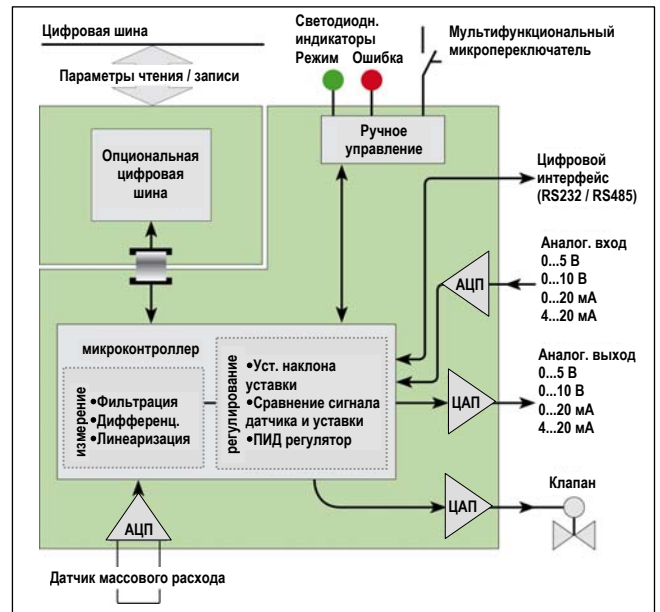 Цифровая шина
Параметры чтения / записи
Светодиодн.
индикаторы
Режим Ошибка
Мультифункциональный
микропереключатель
Опциональная
цифровая
шина
Ручное
управление
Цифровой
интерфейс
(RS232 / RS485)
Аналог. вход
0...5 В
0...10 В
0...20 мА
4...20 мА
АЦП
микроконтроллер
измерение
•Фильтрация
•Дифференц.
•Линеаризация
регулирование
•Уст. наклона
уставки
•Сравнение сигнала
датчика и уставки
•ПИД регулятор
ЦАП
Аналог. выход
0...5 В
0...10 В
0...20 мА
4...20 мА
ЦАП
Клапан
АЦП
Датчик массового расхода